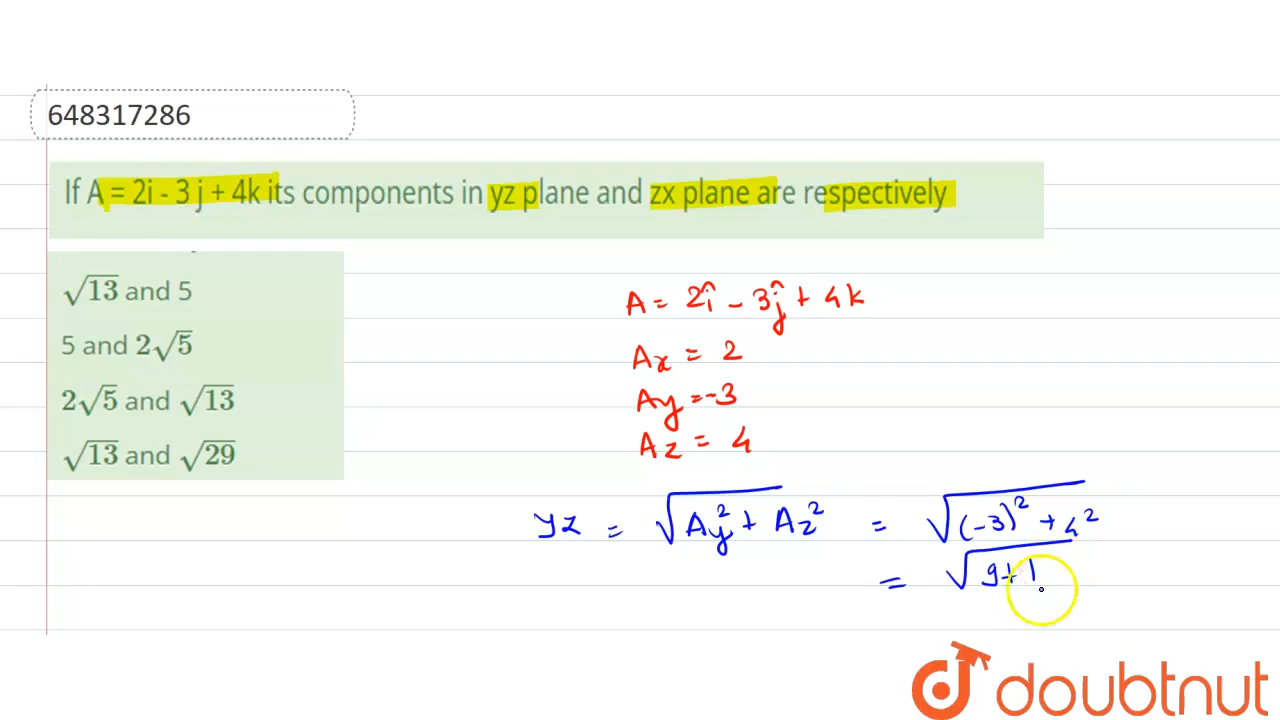 648317286
If A = 2i - 3 j + 4k its components in yz plane and zx plane are respectively
√13 and 5
5 and 2√5
2√5 and √13
√13 and √29
A = 2î - 3ĵ + 4k
Ax = 2
Ay = -3
Az = 4
yz = √Ay² + Az² = √(-3)² + 4²
= √9+1
doubtnut